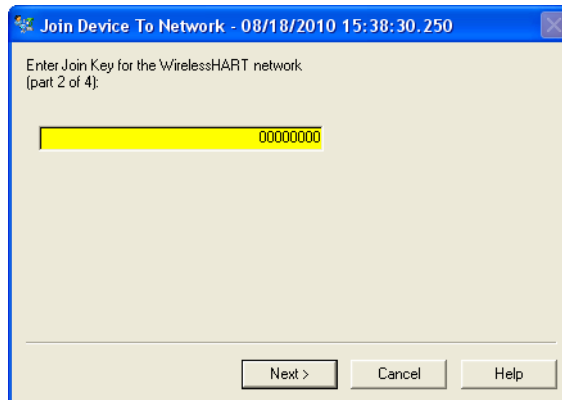 Join Device To Network - 08/18/2010 15:38:30.250
Enter Join Key for the WirelessHART network
(part 2 of 4):
00000000
Next >
Cancel
Help